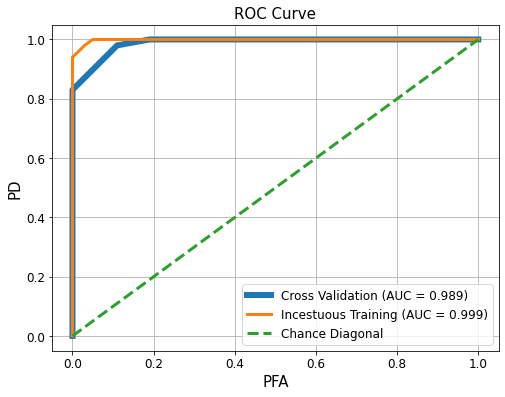 ROC Curve
1.0
0.8
0.6
0.4
0.2
0.0
PD
Cross Validation (AUC = 0.989)
Incestuous Training (AUC = 0.999)
Chance Diagonal
0.0 0.2 0.4 0.6 0.8 1.0
PFA